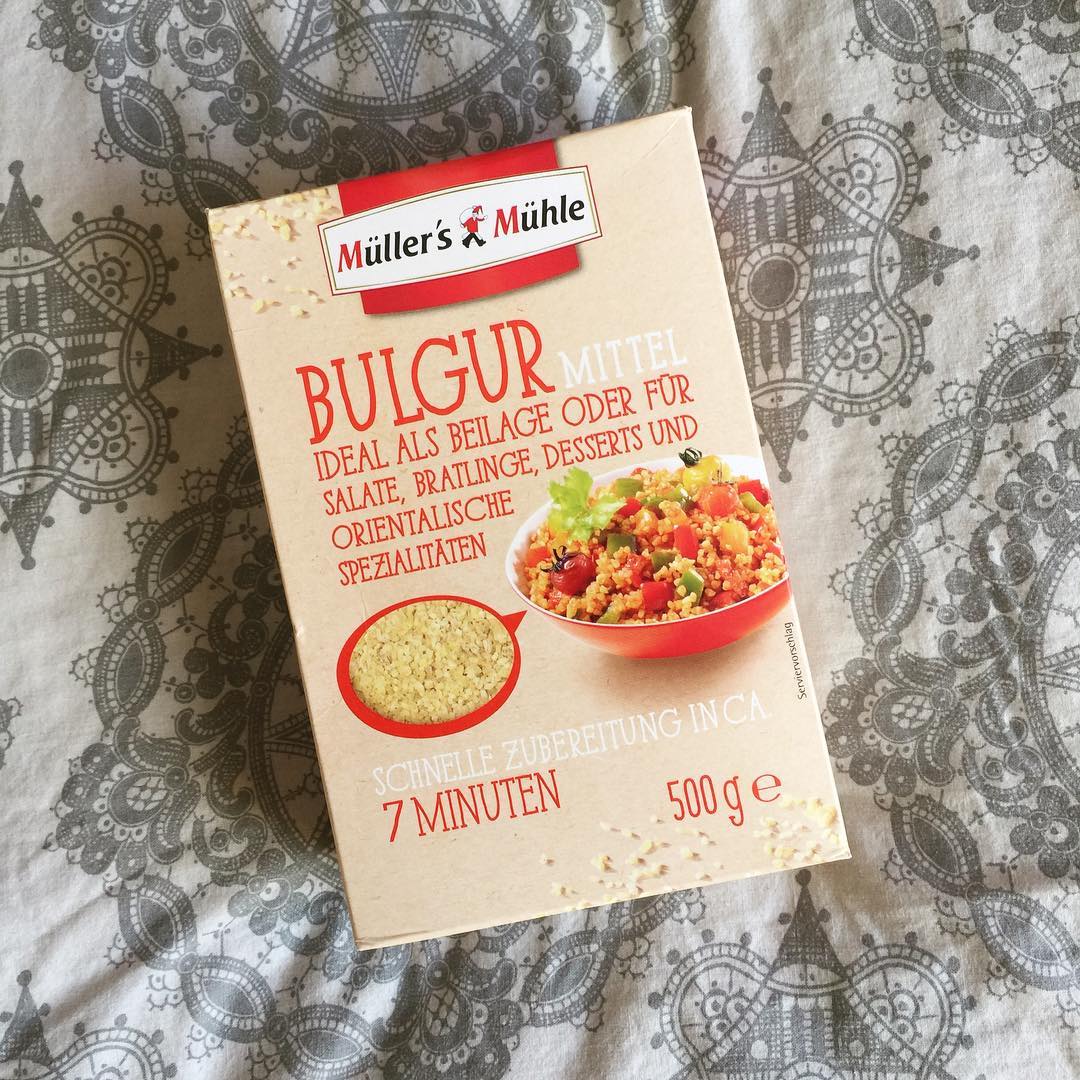 Müller's Mühle
BULGUR MITTEL
IDEAL ALS BEILAGE ODER FÜR
SALATE, BRATLINGE, DESSERTS UND
ORIENTALISCHE
SPEZIALITÄTEN
Serviervorschlag
SCHNELLE ZUBEREITUNG IN CA.
7 MINUTEN
500 g ℮